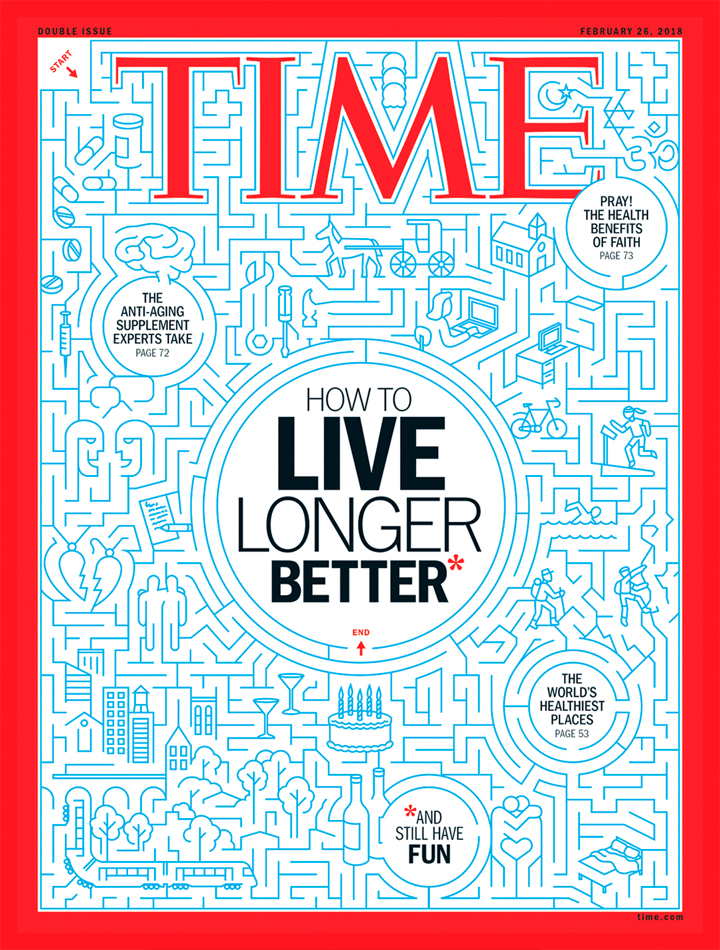 DOUBLE ISSUE
FEBRUARY 26, 2018
START
TIME
PRAY!
THE HEALTH
BENEFITS
OF FAITH
PAGE 73
THE
ANTI-AGING
SUPPLEMENT
EXPERTS TAKE
PAGE 72
HOW TO
LIVE
LONGER
BETTER*
END
THE
WORLD'S
HEALTHIEST
PLACES
PAGE 53
*AND
STILL HAVE
FUN
time.com